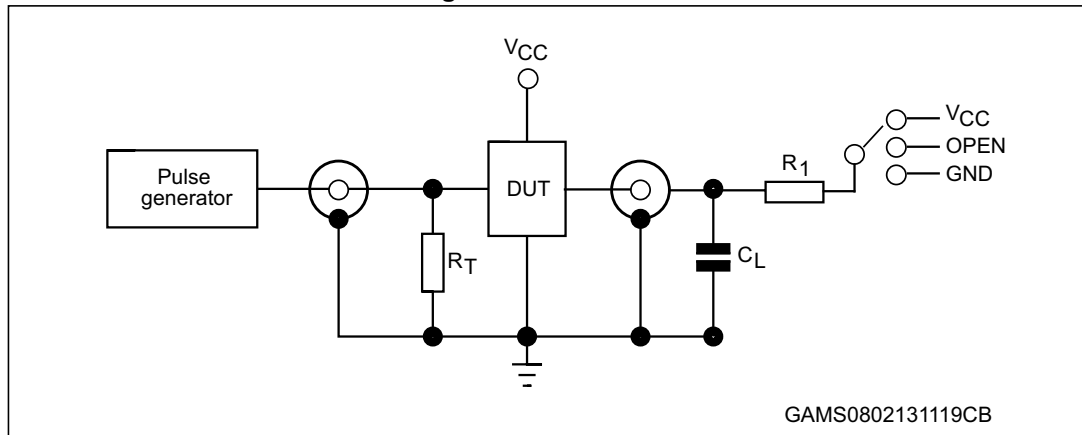 VCC
VCC
OPEN
GND
Pulse
generator
DUT
R1
RT
CL
GAMS0802131119CB